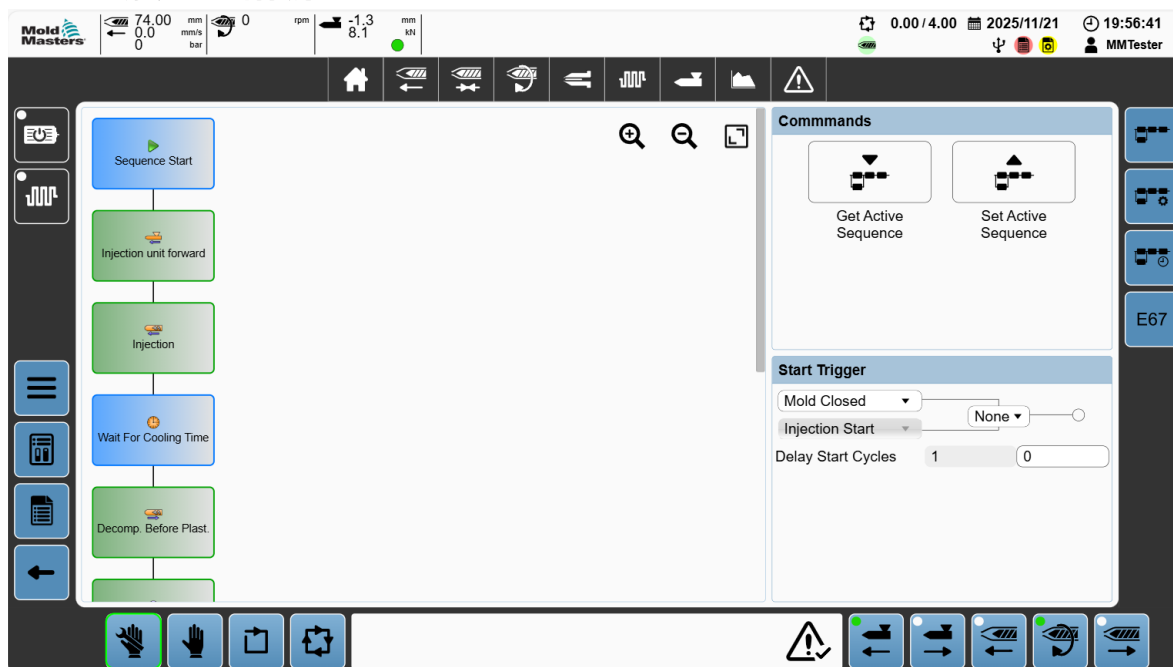 Mold
Masters
74.00 mm
0.0 mm/s
0 bar
0 rpm
-1.3 mm
8.1 kN
0.00 / 4.00
2025/11/21
19:56:41
MMTester
Sequence Start
Injection unit forward
Injection
Wait For Cooling Time
Decomp. Before Plast.
Commmands
Get Active
Sequence
Set Active
Sequence
E67
Start Trigger
Mold Closed
None
Injection Start
Delay Start Cycles 1 0